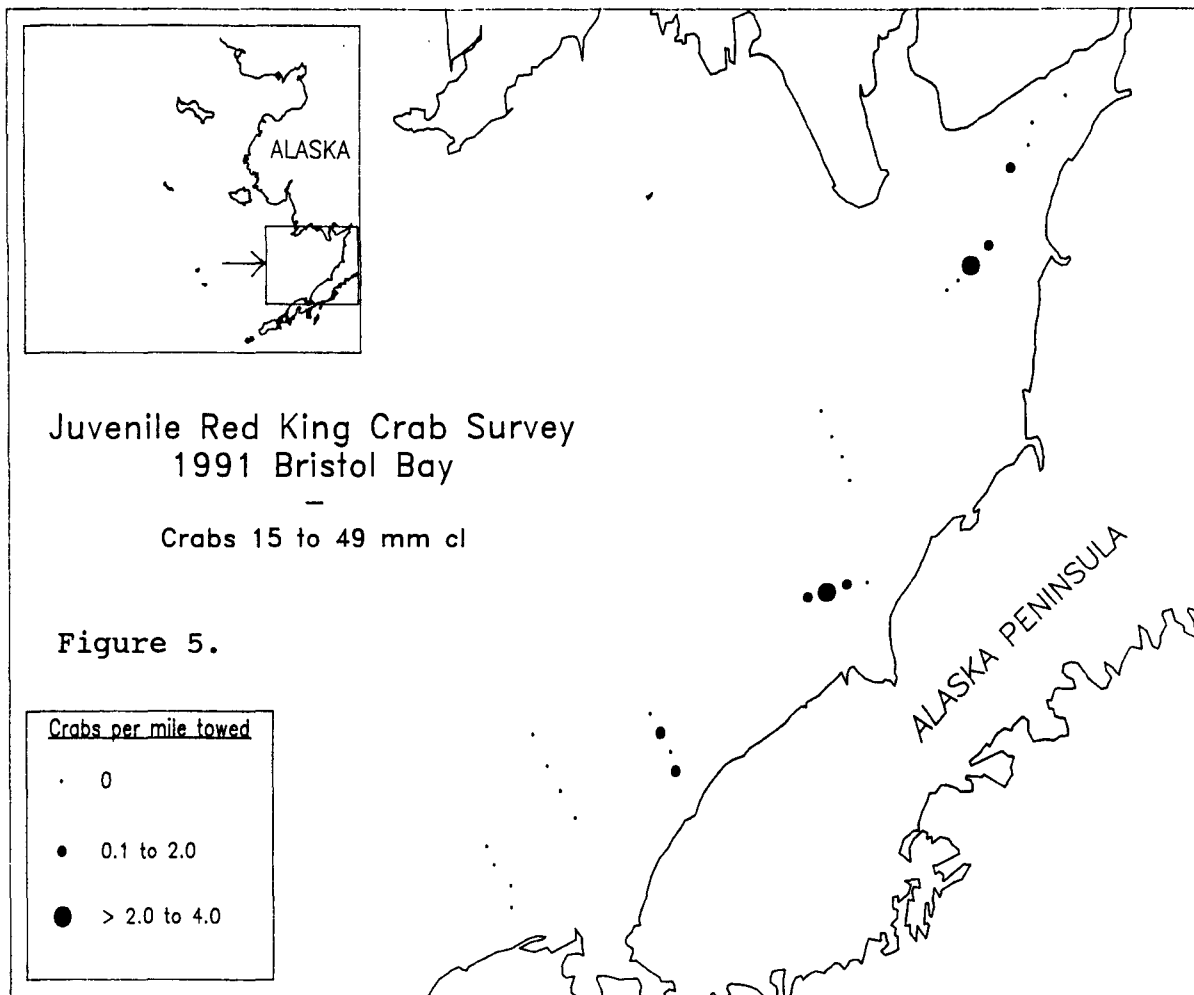 ALASKA
Juvenile Red King Crab Survey
1991 Bristol Bay
–
Crabs 15 to 49 mm cl
Figure 5.
Crabs per mile towed
0
0.1 to 2.0
> 2.0 to 4.0
ALASKA PENINSULA